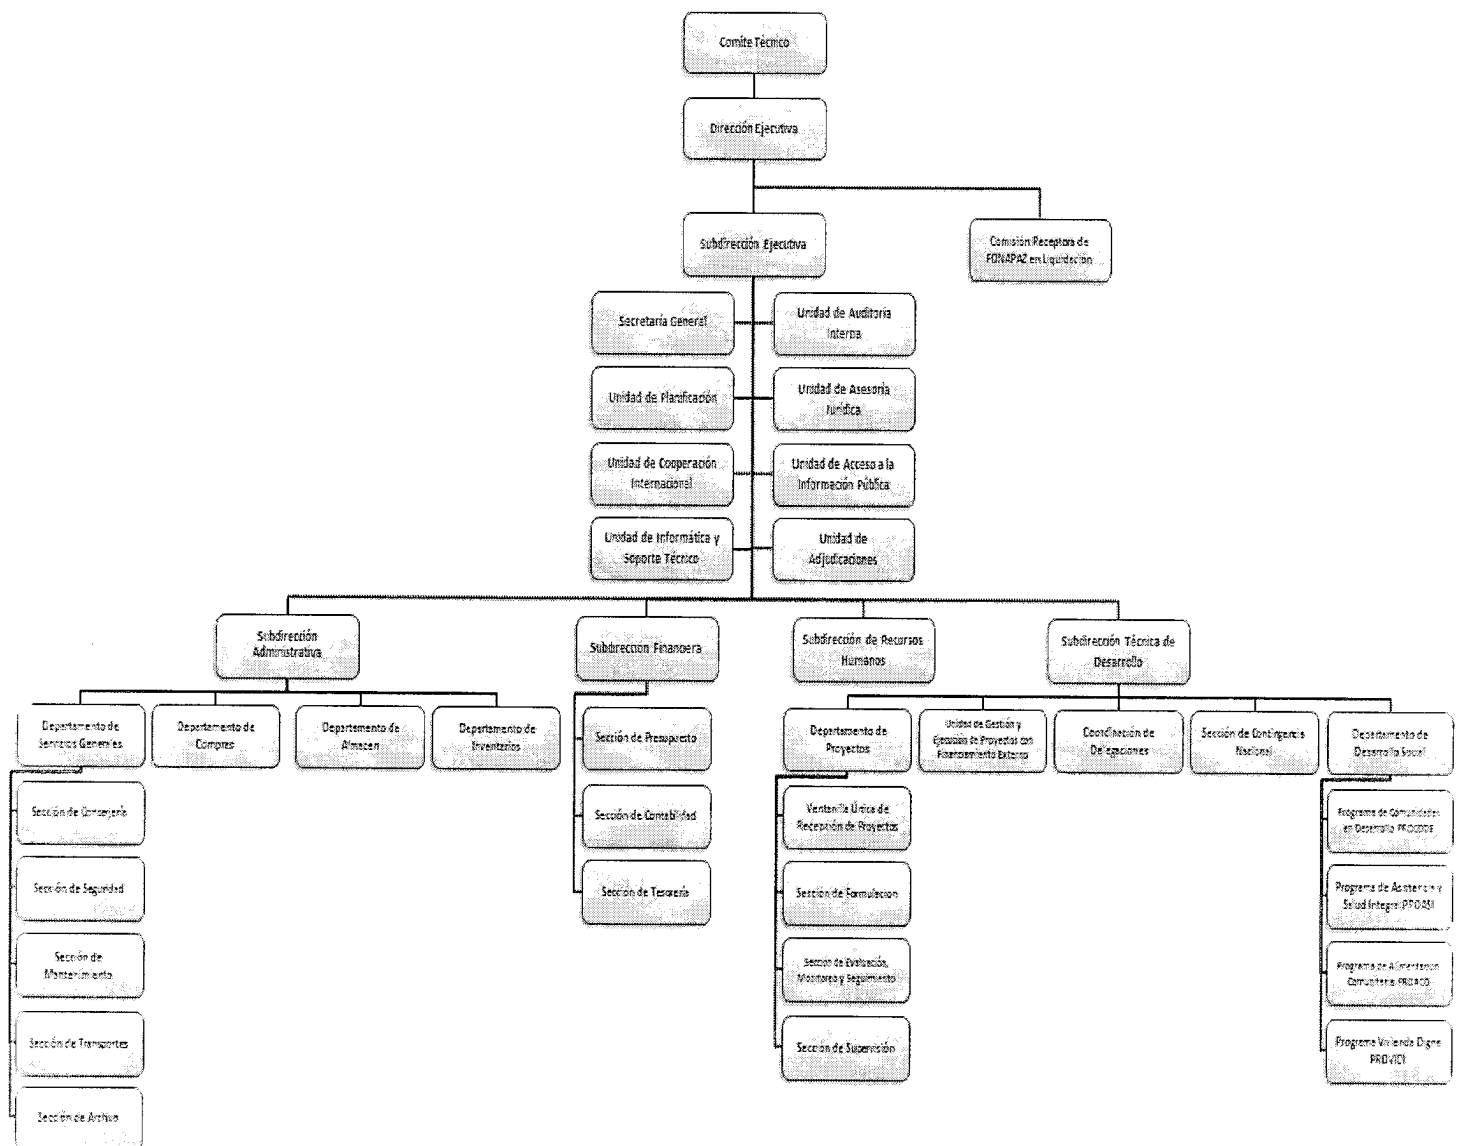 Comite Técnico
Dirección Ejecutiva
Subdirección Ejecutiva
Comisión Receptora de
FONAPAZ en Liquidación
Secretaría General
Unidad de Auditoria
Interna
Unidad de Planificación
Unidad de Asesoría
Jurídica
Unidad de Cooperación
Internacional
Unidad de Acceso a la
Información Pública
Unidad de Informática y
Soporte Técnico
Unidad de
Adjudicaciones
Subdirección
Administrativa
Subdirección Financiera
Subdirección de Recursos
Humanos
Subdirección Técnica de
Desarrollo
Departamento de
Servicios Generales
Departamento de
Compras
Departamento de
Almacen
Departamento de
Inventarios
Sección de Conserjería
Sección de Seguridad
Sección de
Mantenimiento
Sección de Transportes
Sección de Archivo
Sección de Presupuesto
Sección de Contabilidad
Sección de Tesorería
Departamento de
Proyectos
Unidad de Gestión y
Ejecución de Proyectos con
Financiamiento Externo
Coordinación de
Delegaciones
Sección de Contingencia
Nacional
Departamento de
Desarrollo Social
Ventanilla Única de
Recepción de Proyectos
Sección de Formulacion
Sección de Evaluación,
Monitoreo y Seguimiento
Sección de Supervisión
Programa de Comunidades
en Desarrollo
Programa de Asistencia y
Salud Integral PROASI
Programa de Alimentacion
Comunitaria PROACO
Programa Vivienda Digna
PROVIDI